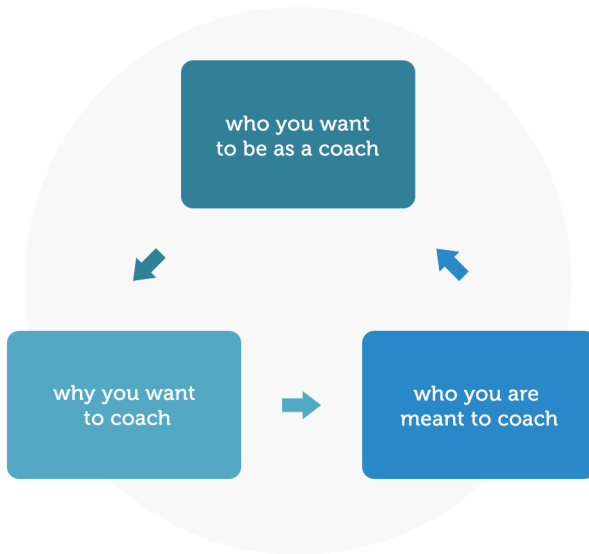 who you want
to be as a coach
why you want
to coach
who you are
meant to coach